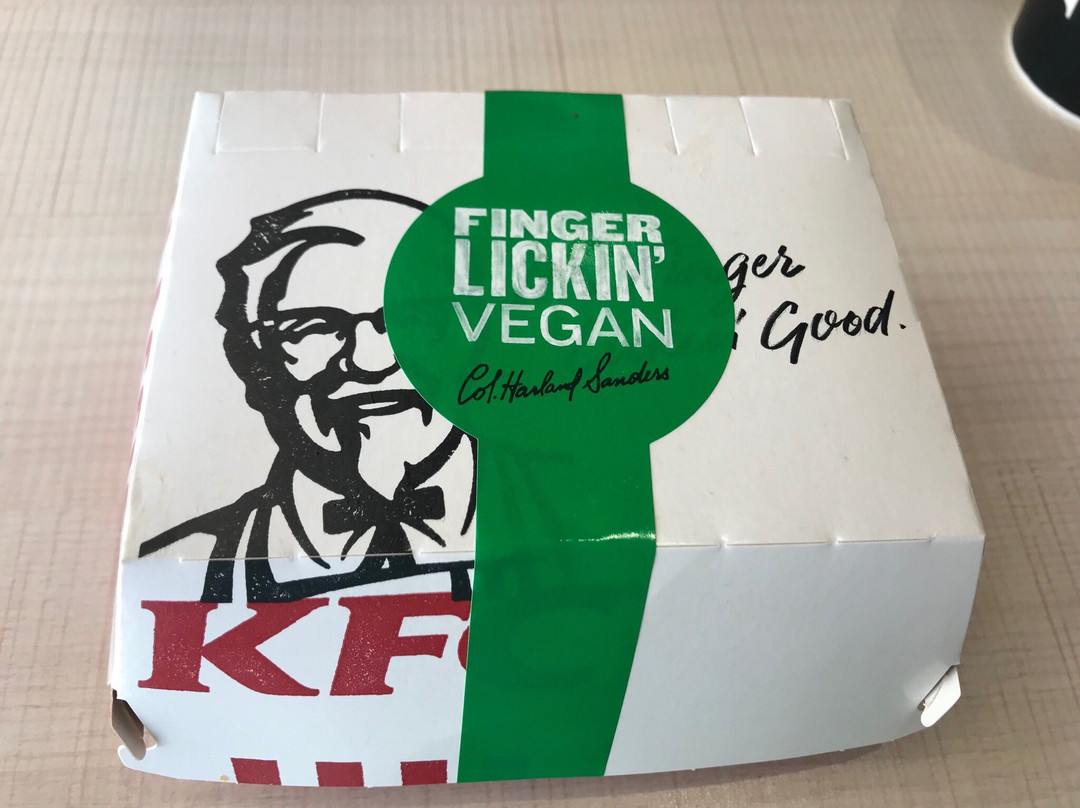 FINGER
LICKIN'
VEGAN
Col. Harland Sanders
ger
Good.
KF